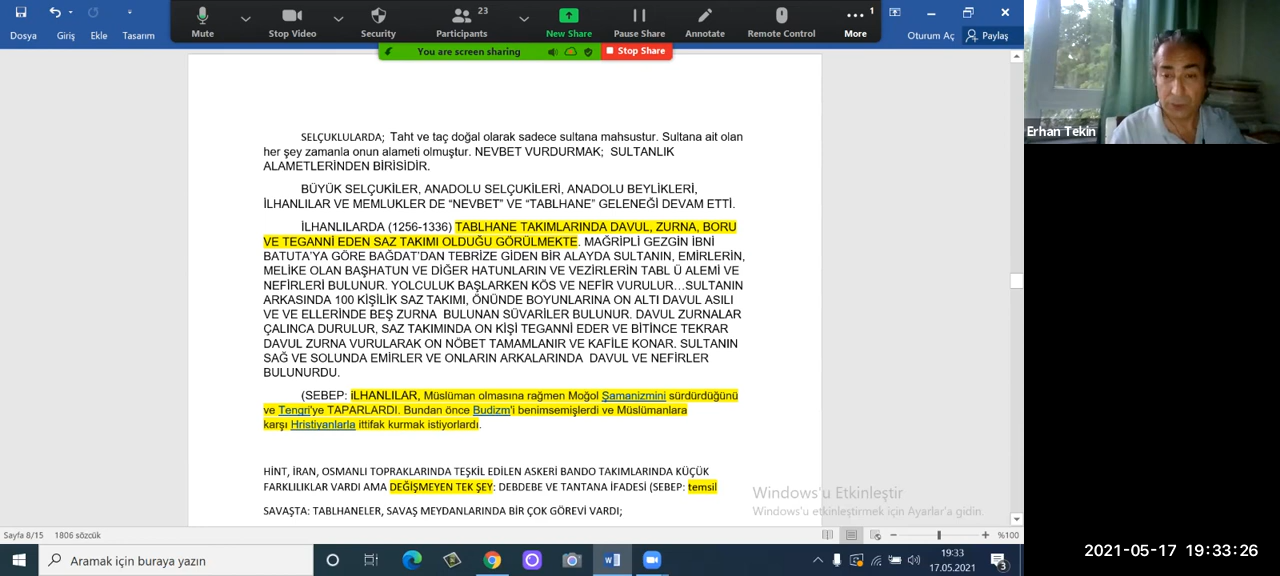 Dosya
Giriş
Ekle
Tasarım
Mute
Stop Video
Security
23
Participants
New Share
Pause Share
Annotate
Remote Control
1
More
Oturum Aç
Paylaş
You are screen sharing
Stop Share
Erhan Tekin
SELÇUKLULARDA; Taht ve taç doğal olarak sadece sultana mahsustur. Sultana ait olan
her şey zamanla onun alameti olmuştur. NEVBET VURDURMAK; SULTANLIK
ALAMETLERİNDEN BİRİSİDİR.
BÜYÜK SELÇUKİLER, ANADOLU SELÇUKİLERİ, ANADOLU BEYLİKLERİ,
İLHANLILAR VE MEMLUKLER DE “NEVBET” VE “TABLHANE” GELENEĞİ DEVAM ETTİ.
İLHANLILARDA (1256-1336) TABLHANE TAKIMLARINDA DAVUL, ZURNA, BORU
VE TEGANNİ EDEN SAZ TAKIMI OLDUĞU GÖRÜLMEKTE. MAĞRİPLİ GEZGİN İBNİ
BATUTA’YA GÖRE BAĞDAT’DAN TEBRİZE GİDEN BİR ALAYDA SULTANIN, EMİRLERİN,
MELİKE OLAN BAŞHATUN VE DİĞER HATUNLARIN VE VEZİRLERİN TABL Ü ALEMİ VE
NEFİRLERİ BULUNUR. YOLCULUK BAŞLARKEN KÖS VE NEFİR VURULUR…SULTANIN
ARKASINDA 100 KİŞİLİK SAZ TAKIMI, ÖNÜNDE BOYUNLARINA ON ALTI DAVUL ASILI
VE VE ELLERİNDE BEŞ ZURNA BULUNAN SÜVARİLER BULUNUR. DAVUL ZURNALAR
ÇALINCA DURULUR, SAZ TAKIMINDA ON KİŞİ TEGANNİ EDER VE BİTİNCE TEKRAR
DAVUL ZURNA VURULARAK ON NÖBET TAMAMLANIR VE KAFİLE KONAR. SULTANIN
SAĞ VE SOLUNDA EMİRLER VE ONLARIN ARKALARINDA DAVUL VE NEFİRLER
BULUNURDU.
(SEBEP: İLHANLILAR, Müslüman olmasına rağmen Moğol Şamanizmini sürdürdüğünü
ve Tengri'ye TAPARLARDI. Bundan önce Budizm'i benimsemişlerdi ve Müslümanlara
karşı Hristiyanlarla ittifak kurmak istiyorlardı.
HİNT, İRAN, OSMANLI TOPRAKLARINDA TEŞKİL EDİLEN ASKERİ BANDO TAKIMLARINDA KÜÇÜK
FARKLILIKLAR VARDI AMA DEĞİŞMEYEN TEK ŞEY: DEBDEBE VE TANTANA İFADESİ (SEBEP: temsil
SAVAŞTA: TABLHANELER, SAVAŞ MEYDANLARINDA BİR ÇOK GÖREVİ VARDI;
Windows'u Etkinleştir
Windows'u etkinleştirmek için Ayarlar'a gidin.
Sayfa 8/15
1806 sözcük
%100
Aramak için buraya yazın
19:33
17.05.2021
3
2021-05-17 19:33:26